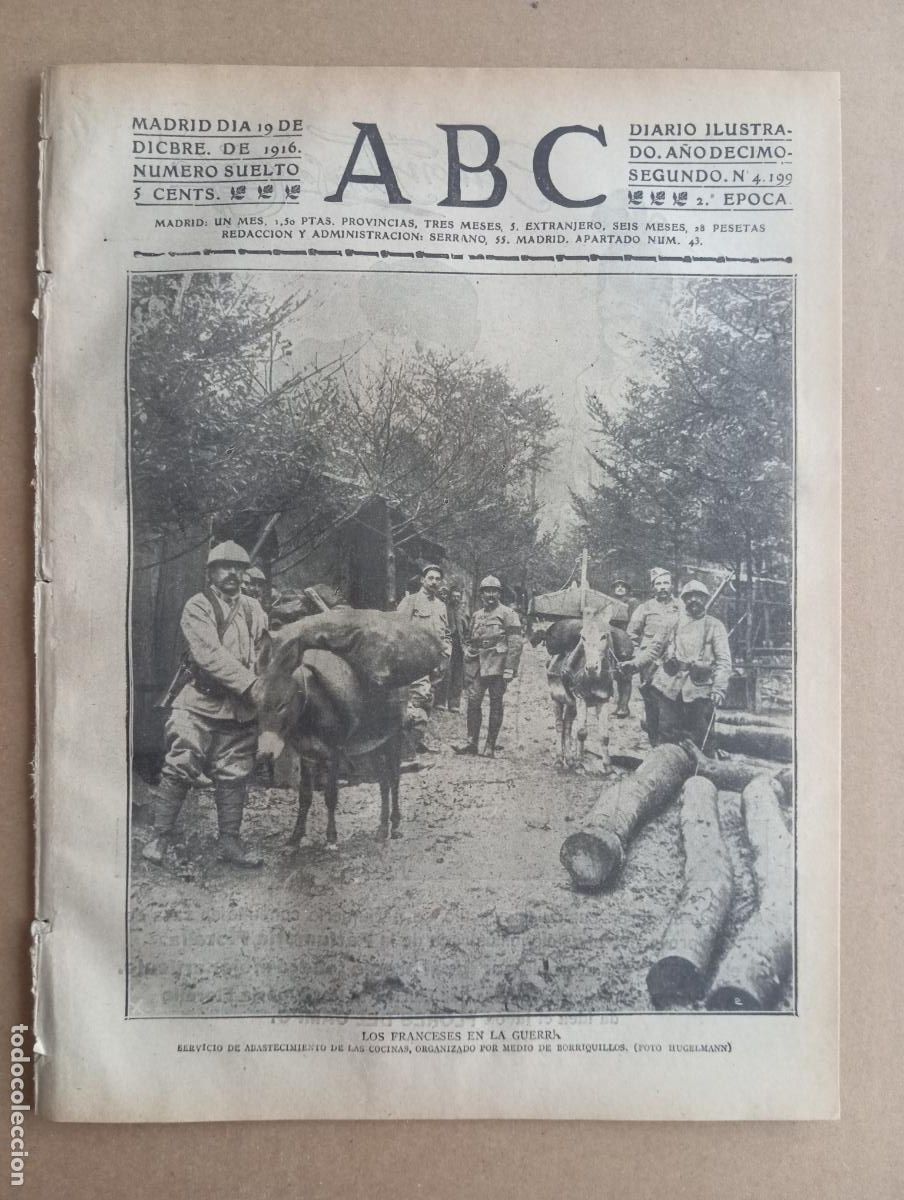 MADRID DIA 19 DE
DICBRE. DE 1916.
NUMERO SUELTO
5 CENTS.
ABC
DIARIO ILUSTRA-
DO. AÑO DECIMO-
SEGUNDO. Nº 4.199
2.ª EPOCA
MADRID: UN MES, 1,50 PTAS. PROVINCIAS, TRES MESES, 5. EXTRANJERO, SEIS MESES, 28 PESETAS
REDACCION Y ADMINISTRACION: SERRANO, 55. MADRID. APARTADO NUM. 43.
LOS FRANCESES EN LA GUERRA
SERVICIO DE ABASTECIMIENTO DE LAS COCINAS, ORGANIZADO POR MEDIO DE BORRIQUILLOS. (FOTO HUGELMANN)
todocoleccion